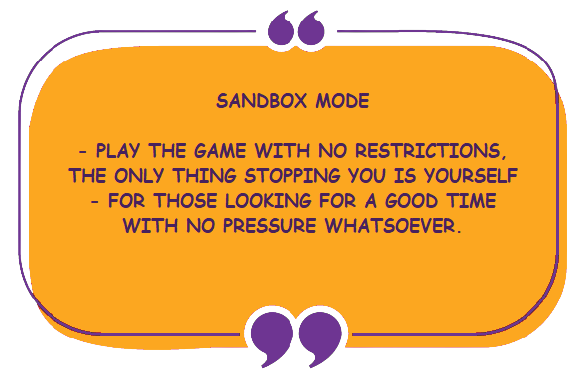 SANDBOX MODE
- PLAY THE GAME WITH NO RESTRICTIONS,
THE ONLY THING STOPPING YOU IS YOURSELF
- FOR THOSE LOOKING FOR A GOOD TIME
WITH NO PRESSURE WHATSOEVER.